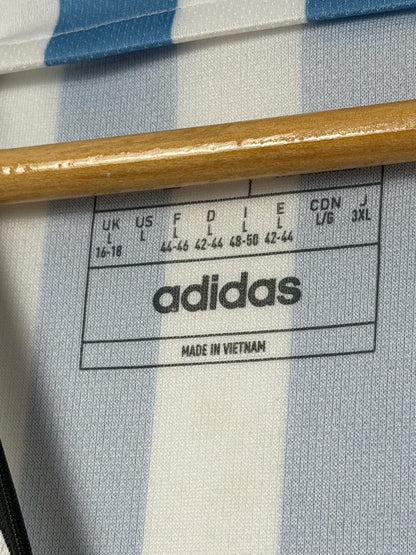 UK US F D I E CDN J
L L L L L L L/G 3XL
16-18 44-46 42-44 48-50 42-44
adidas
MADE IN VIETNAM